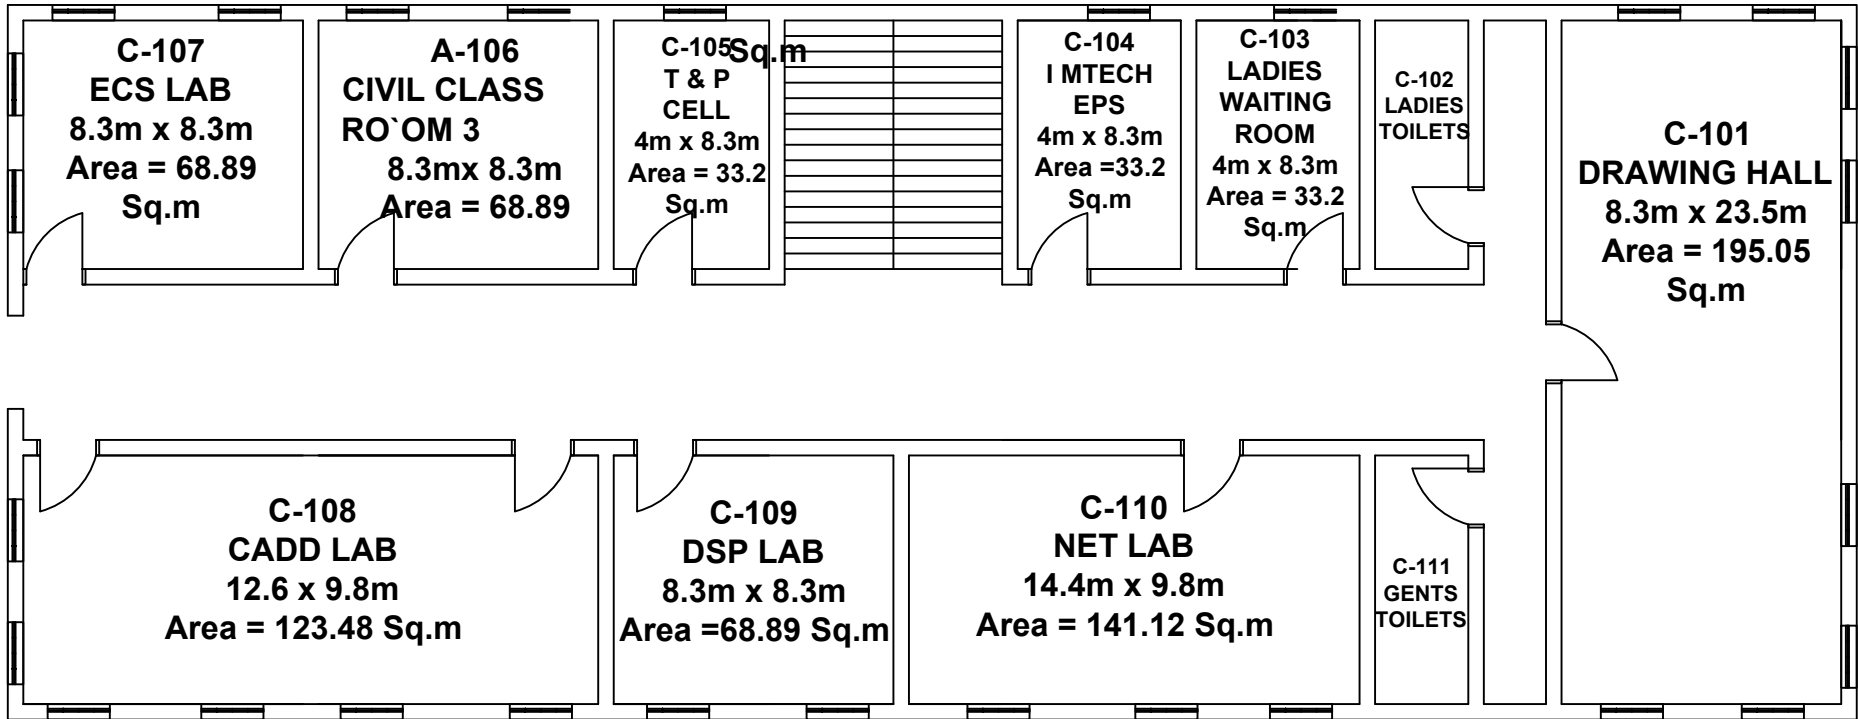 C-107
ECS LAB
8.3m x 8.3m
Area = 68.89
Sq.m
A-106
CIVIL CLASS
RO`OM 3
8.3mx 8.3m
Area = 68.89
Sq.m
C-105
T & P
CELL
4m x 8.3m
Area = 33.2
Sq.m
C-104
I MTECH
EPS
4m x 8.3m
Area =33.2
Sq.m
C-103
LADIES
WAITING
ROOM
4m x 8.3m
Area = 33.2
Sq.m
C-102
LADIES
TOILETS
C-101
DRAWING HALL
8.3m x 23.5m
Area = 195.05
Sq.m
C-108
CADD LAB
12.6 x 9.8m
Area = 123.48 Sq.m
C-109
DSP LAB
8.3m x 8.3m
Area =68.89 Sq.m
C-110
NET LAB
14.4m x 9.8m
Area = 141.12 Sq.m
C-111
GENTS
TOILETS